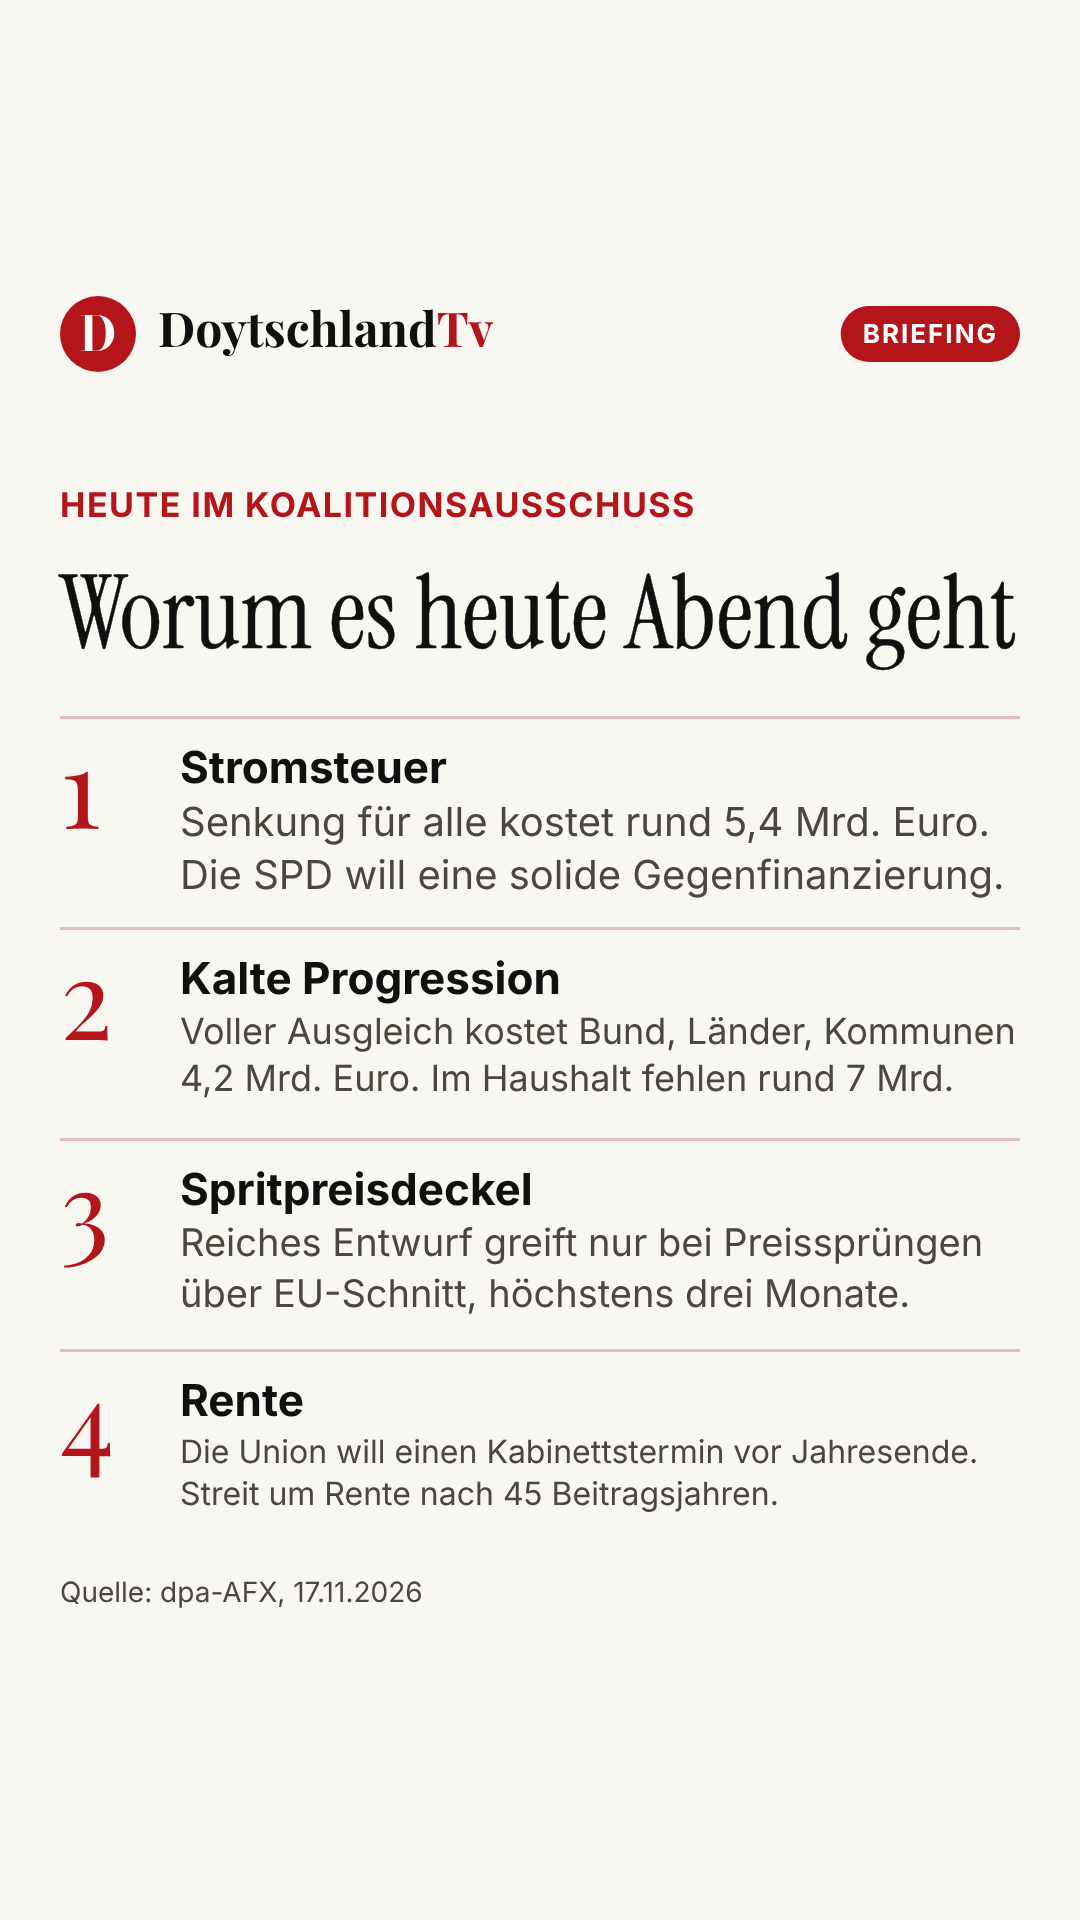 D DoytschlandTv
BRIEFING
HEUTE IM KOALITIONSAUSSCHUSS
Worum es heute Abend geht
1
Stromsteuer
Senkung für alle kostet rund 5,4 Mrd. Euro.
Die SPD will eine solide Gegenfinanzierung.
2
Kalte Progression
Voller Ausgleich kostet Bund, Länder, Kommunen
4,2 Mrd. Euro. Im Haushalt fehlen rund 7 Mrd.
3
Spritpreisdeckel
Reiches Entwurf greift nur bei Preissprüngen
über EU-Schnitt, höchstens drei Monate.
4
Rente
Die Union will einen Kabinettstermin vor Jahresende.
Streit um Rente nach 45 Beitragsjahren.
Quelle: dpa-AFX, 17.11.2026